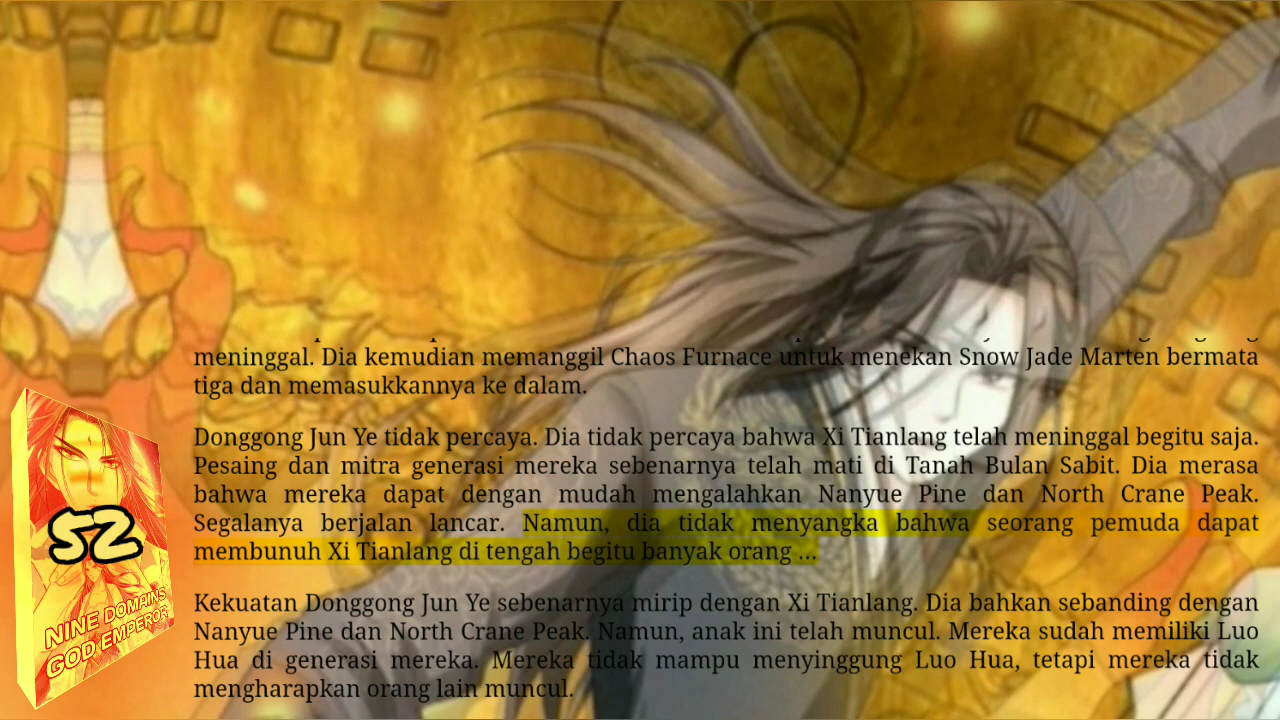 meninggal. Dia kemudian memanggil Chaos Furnace untuk menekan Snow Jade Marten bermata
tiga dan memasukkannya ke dalam.
Donggong Jun Ye tidak percaya. Dia tidak percaya bahwa Xi Tianlang telah meninggal begitu saja.
Pesaing dan mitra generasi mereka sebenarnya telah mati di Tanah Bulan Sabit. Dia merasa
bahwa mereka dapat dengan mudah mengalahkan Nanyue Pine dan North Crane Peak.
Segalanya berjalan lancar. Namun, dia tidak menyangka bahwa seorang pemuda dapat
membunuh Xi Tianlang di tengah begitu banyak orang ...
Kekuatan Donggong Jun Ye sebenarnya mirip dengan Xi Tianlang. Dia bahkan sebanding dengan
Nanyue Pine dan North Crane Peak. Namun, anak ini telah muncul. Mereka sudah memiliki Luo
Hua di generasi mereka. Mereka tidak mampu menyinggung Luo Hua, tetapi mereka tidak
mengharapkan orang lain muncul.
52
NINE DOMAINS
GOD EMPEROR